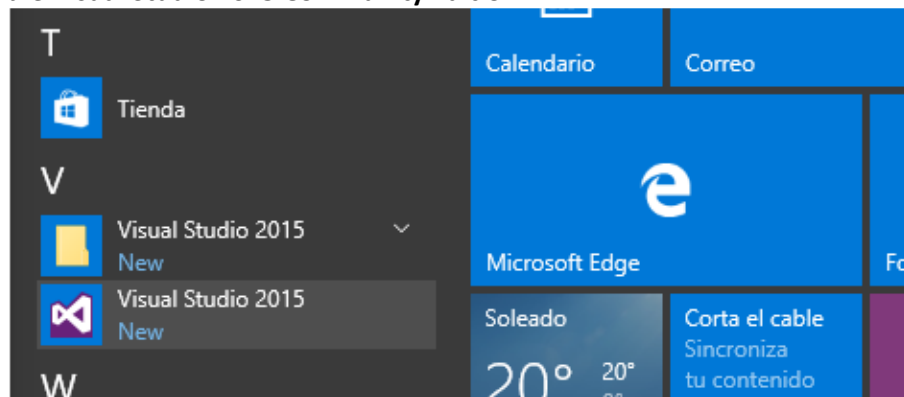 T
Tienda
V
Visual Studio 2015
New
Visual Studio 2015
New
W
Calendario
Correo
Microsoft Edge
Soleado
20°
20°
Corta el cable
Sincroniza
tu contenido